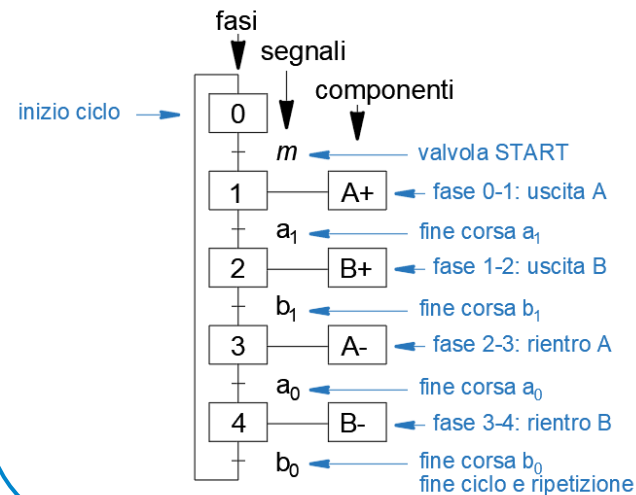 fasi
segnali
componenti
inizio ciclo
0
m
valvola START
1
A+
fase 0-1: uscita A
a1
fine corsa a1
2
B+
fase 1-2: uscita B
b1
fine corsa b1
3
A-
fase 2-3: rientro A
a0
fine corsa a0
4
B-
fase 3-4: rientro B
b0
fine corsa b0
fine ciclo e ripetizione